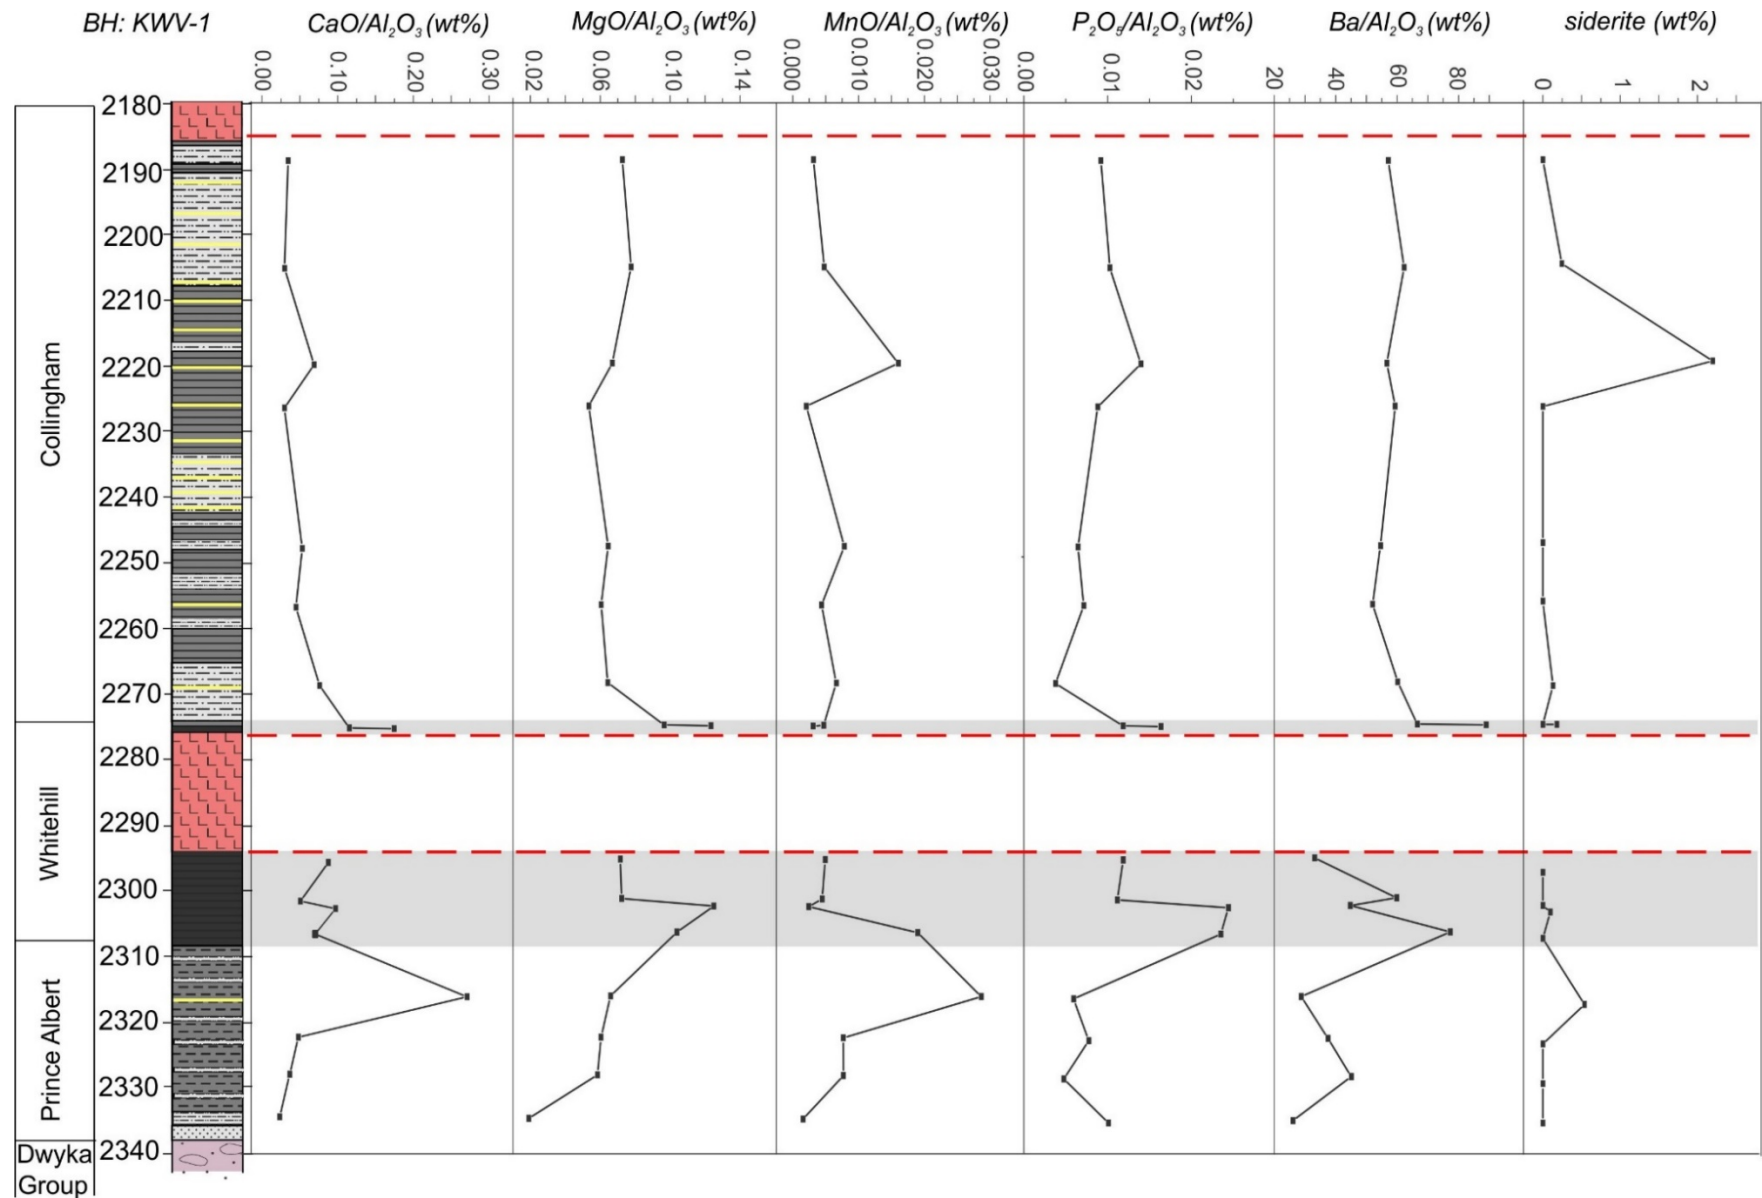 BH: KWV-1
CaO/Al₂O₃ (wt%)
MgO/Al₂O₃ (wt%)
MnO/Al₂O₃ (wt%)
P₂O₅/Al₂O₃ (wt%)
Ba/Al₂O₃ (wt%)
siderite (wt%)
0.00 0.10 0.20 0.30
0.02 0.06 0.10 0.14
0.000 0.010 0.020 0.030
0.00 0.01 0.02
20 40 60 80
0 1 2
2180
2190
2200
2210
2220
2230
2240
2250
2260
2270
2280
2290
2300
2310
2320
2330
2340
Collingham
Whitehill
Prince Albert
Dwyka
Group